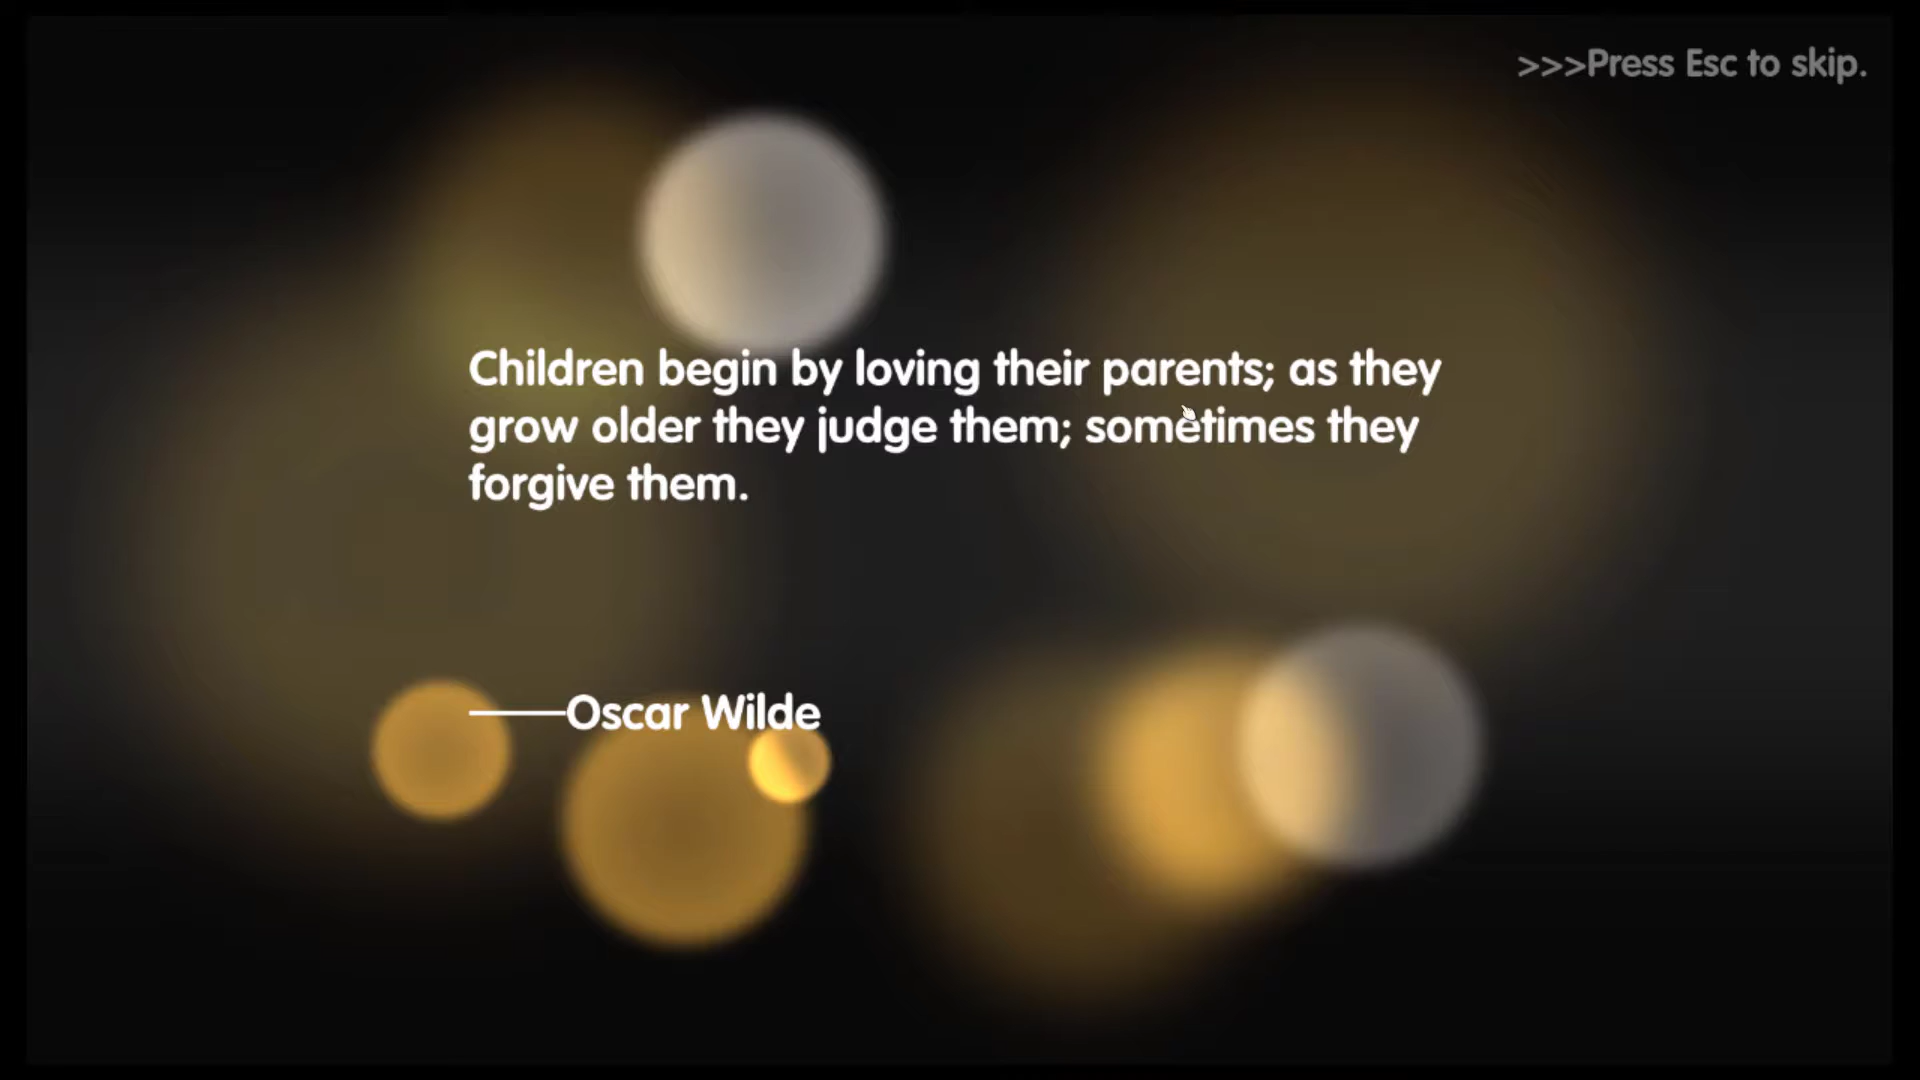 >>>Press Esc to skip.
Children begin by loving their parents; as they
grow older they judge them; sometimes they
forgive them.
——Oscar Wilde